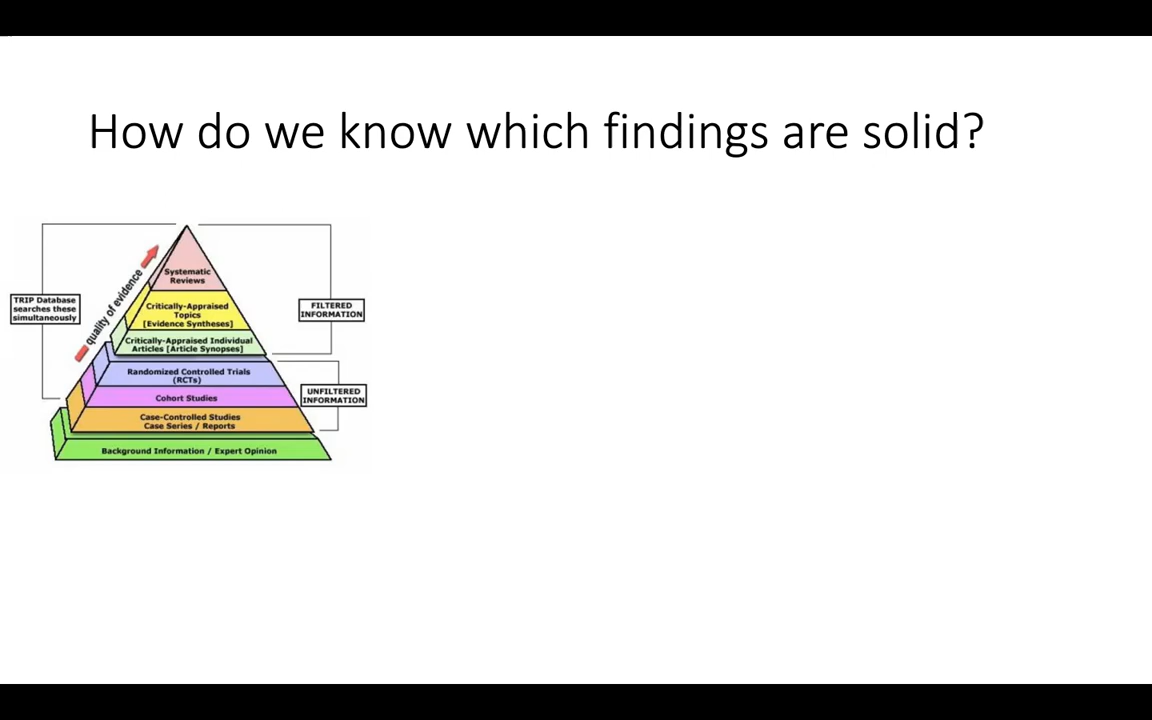 How do we know which findings are solid?
quality of evidence
TRIP Database
searches these
simultaneously
Systematic
Reviews
Critically-Appraised
Topics
[Evidence Syntheses]
Critically-Appraised Individual
Articles [Article Synopses]
FILTERED
INFORMATION
Randomized Controlled Trials
(RCTs)
Cohort Studies
Case-Controlled Studies
Case Series / Reports
UNFILTERED
INFORMATION
Background Information / Expert Opinion